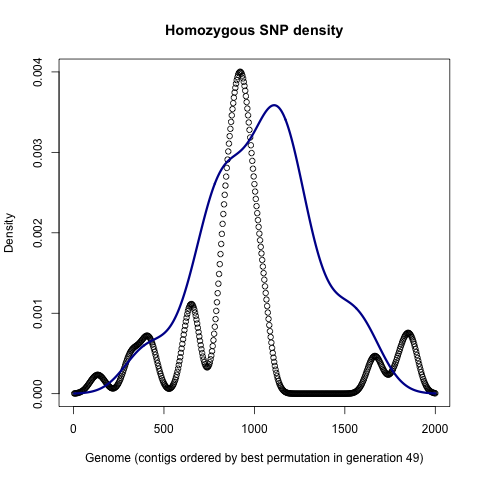 Homozygous SNP density
Density
0.004
0.003
0.002
0.001
0.000
0 500 1000 1500 2000
Genome (contigs ordered by best permutation in generation 49)